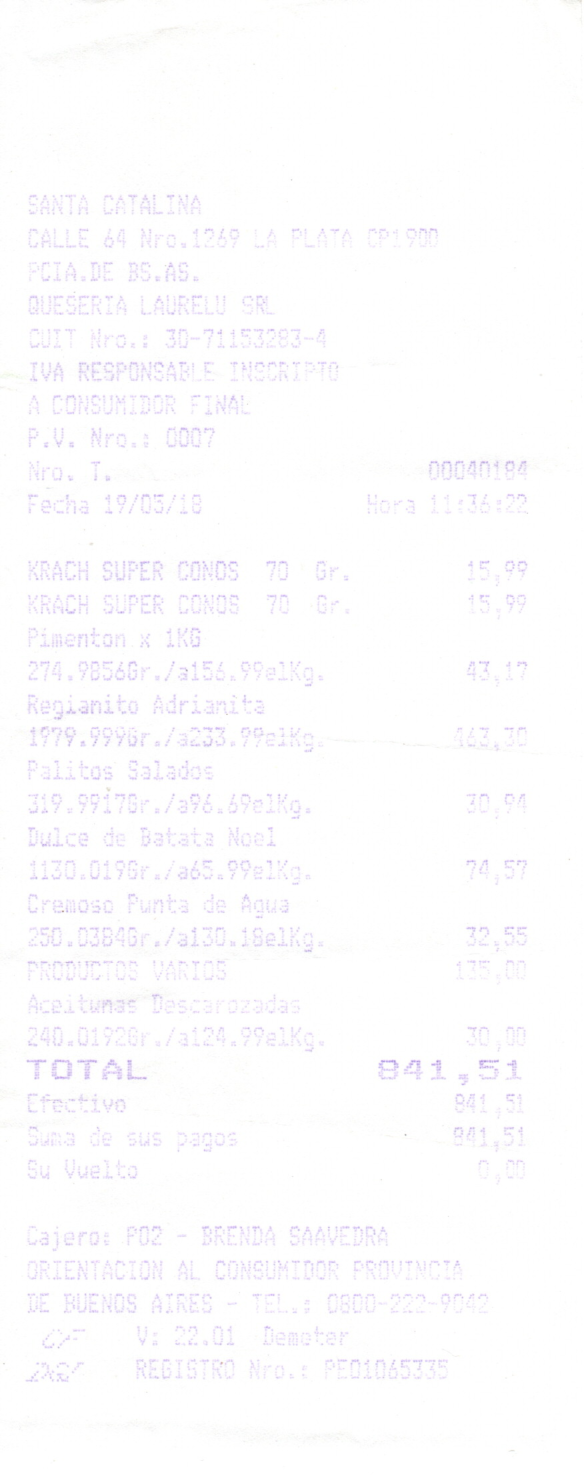 SANTA CATALINA
CALLE 64 Nro.1269 LA PLATA CP1900
PCIA.DE BS.AS.
QUESERIA LAURELU SRL
CUIT Nro.: 30-71153283-4
IVA RESPONSABLE INSCRIPTO
A CONSUMIDOR FINAL
P.V. Nro.: 0007
Nro. T. 00040184
Fecha 19/03/18 Hora 11:36:22
KRACH SUPER CONOS 70 Gr. 15,99
KRACH SUPER CONOS 70 Gr. 15,99
Pimenton x 1KG
274.9856Gr./a156.99elKg. 43,17
Regianito Adrianita
1979.999Gr./a233.99elKg. 463,30
Palitos Salados
319.9917Gr./a96.69elKg. 30,94
Dulce de Batata Noel
1130.019Gr./a65.99elKg. 74,57
Cremoso Punta de Agua
250.0384Gr./a130.18elKg. 32,55
PRODUCTOS VARIOS 135,00
Aceitunas Descarozadas
240.0192Gr./a124.99elKg. 30,00
TOTAL 841,51
Efectivo 841,51
Suma de sus pagos 841,51
Su Vuelto 0,00
Cajero: P02 - BRENDA SAAVEDRA
ORIENTACION AL CONSUMIDOR PROVINCIA
DE BUENOS AIRES - TEL.: 0800-222-9042
CF V: 22.01 Demeter
REGISTRO Nro.: PEO1065335